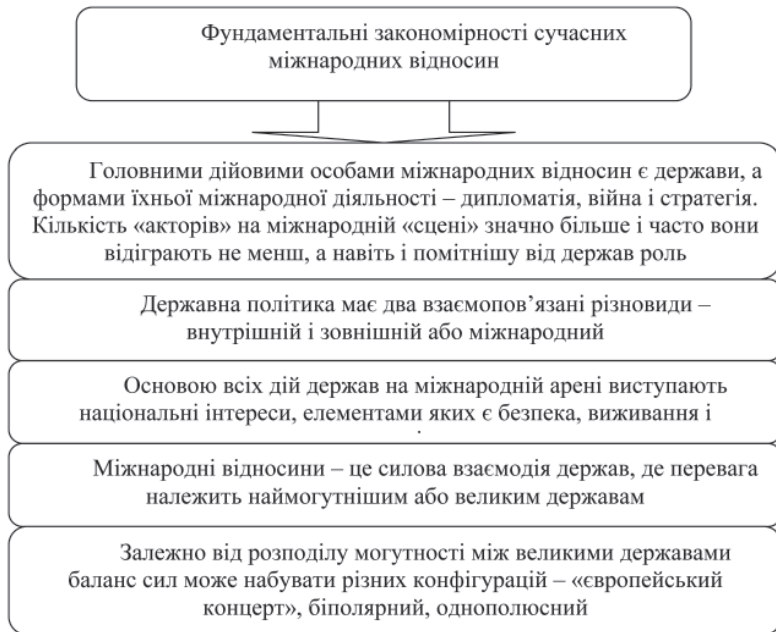 Фундаментальні закономірності сучасних
міжнародних відносин
Головними дійовими особами міжнародних відносин є держави, а
формами їхньої міжнародної діяльності – дипломатія, війна і стратегія.
Кількість «акторів» на міжнародній «сцені» значно більше і часто вони
відіграють не менш, а навіть і помітнішу від держав роль
Державна політика має два взаємопов’язані різновиди –
внутрішній і зовнішній або міжнародний
Основою всіх дій держав на міжнародній арені виступають
національні інтереси, елементами яких є безпека, виживання і
Міжнародні відносини – це силова взаємодія держав, де перевага
належить наймогутнішим або великим державам
Залежно від розподілу могутності між великими державами
баланс сил може набувати різних конфігурацій – «європейський
концерт», біполярний, однополюсний